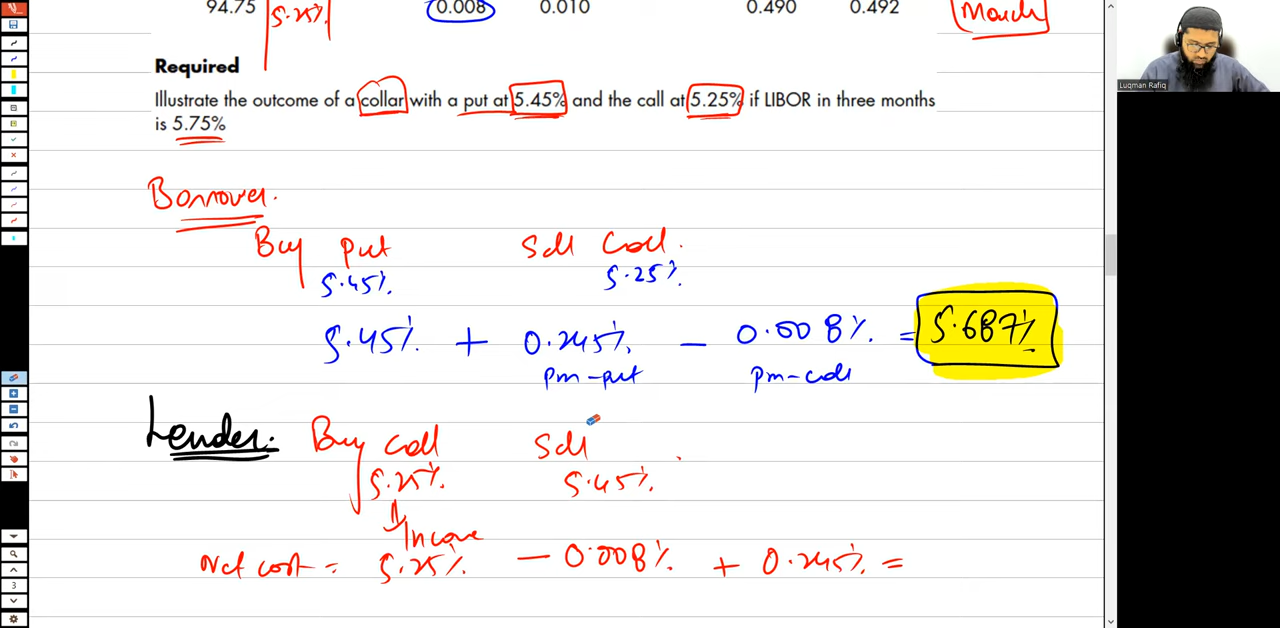 94.75 5.25% 0.008 0.010 0.490 0.492 March
Required
Illustrate the outcome of a collar with a put at 5.45% and the call at 5.25% if LIBOR in three months
is 5.75%
Luqman Rafiq
Borrower.
Buy put Sell Call.
5.45% 5.25%
5.45% + 0.245% - 0.008% = 5.687%
pm-put pm-call
Lender. Buy call Sell
5.25% 5.45%
Income
Net cost = 5.25% - 0.008% + 0.245% =
3